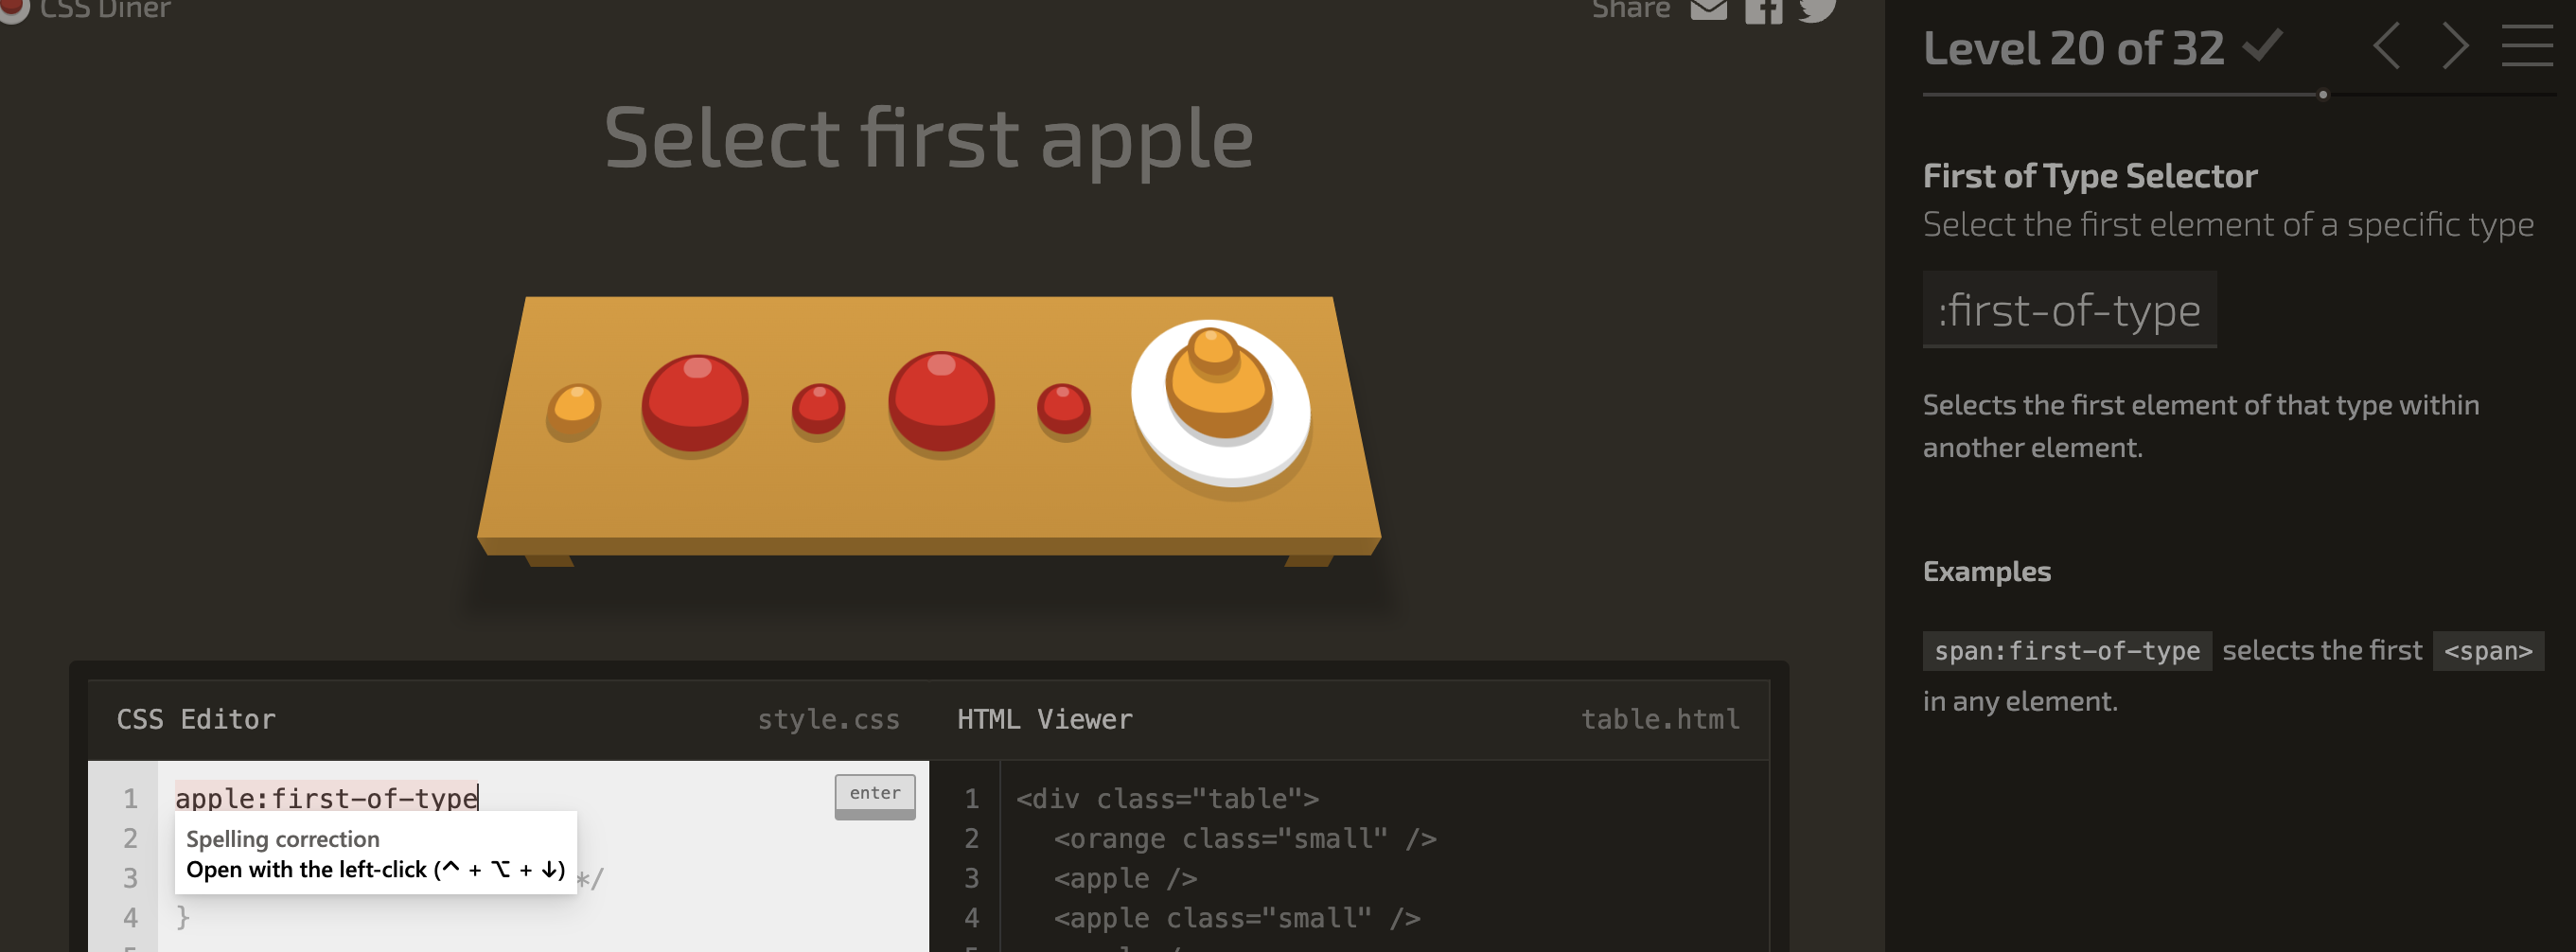 CSS Diner
Share
Level 20 of 32
Select first apple
First of Type Selector
Select the first element of a specific type
:first-of-type
Selects the first element of that type within
another element.
Examples
span:first-of-type selects the first <span>
in any element.
CSS Editor
style.css
HTML Viewer
table.html
1 apple:first-of-type
enter
Spelling correction
Open with the left-click (^ + ⌥ + ↓)
2
3 */
4 }
1 <div class="table">
2 <orange class="small" />
3 <apple />
4 <apple class="small" />